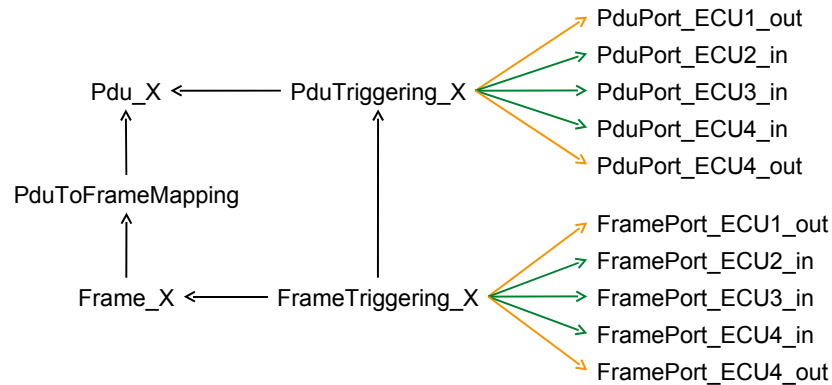 PduPort_ECU1_out
PduPort_ECU2_in
Pdu_X
PduTriggering_X
PduPort_ECU3_in
PduPort_ECU4_in
PduPort_ECU4_out
PduToFrameMapping
FramePort_ECU1_out
FramePort_ECU2_in
Frame_X
FrameTriggering_X
FramePort_ECU3_in
FramePort_ECU4_in
FramePort_ECU4_out